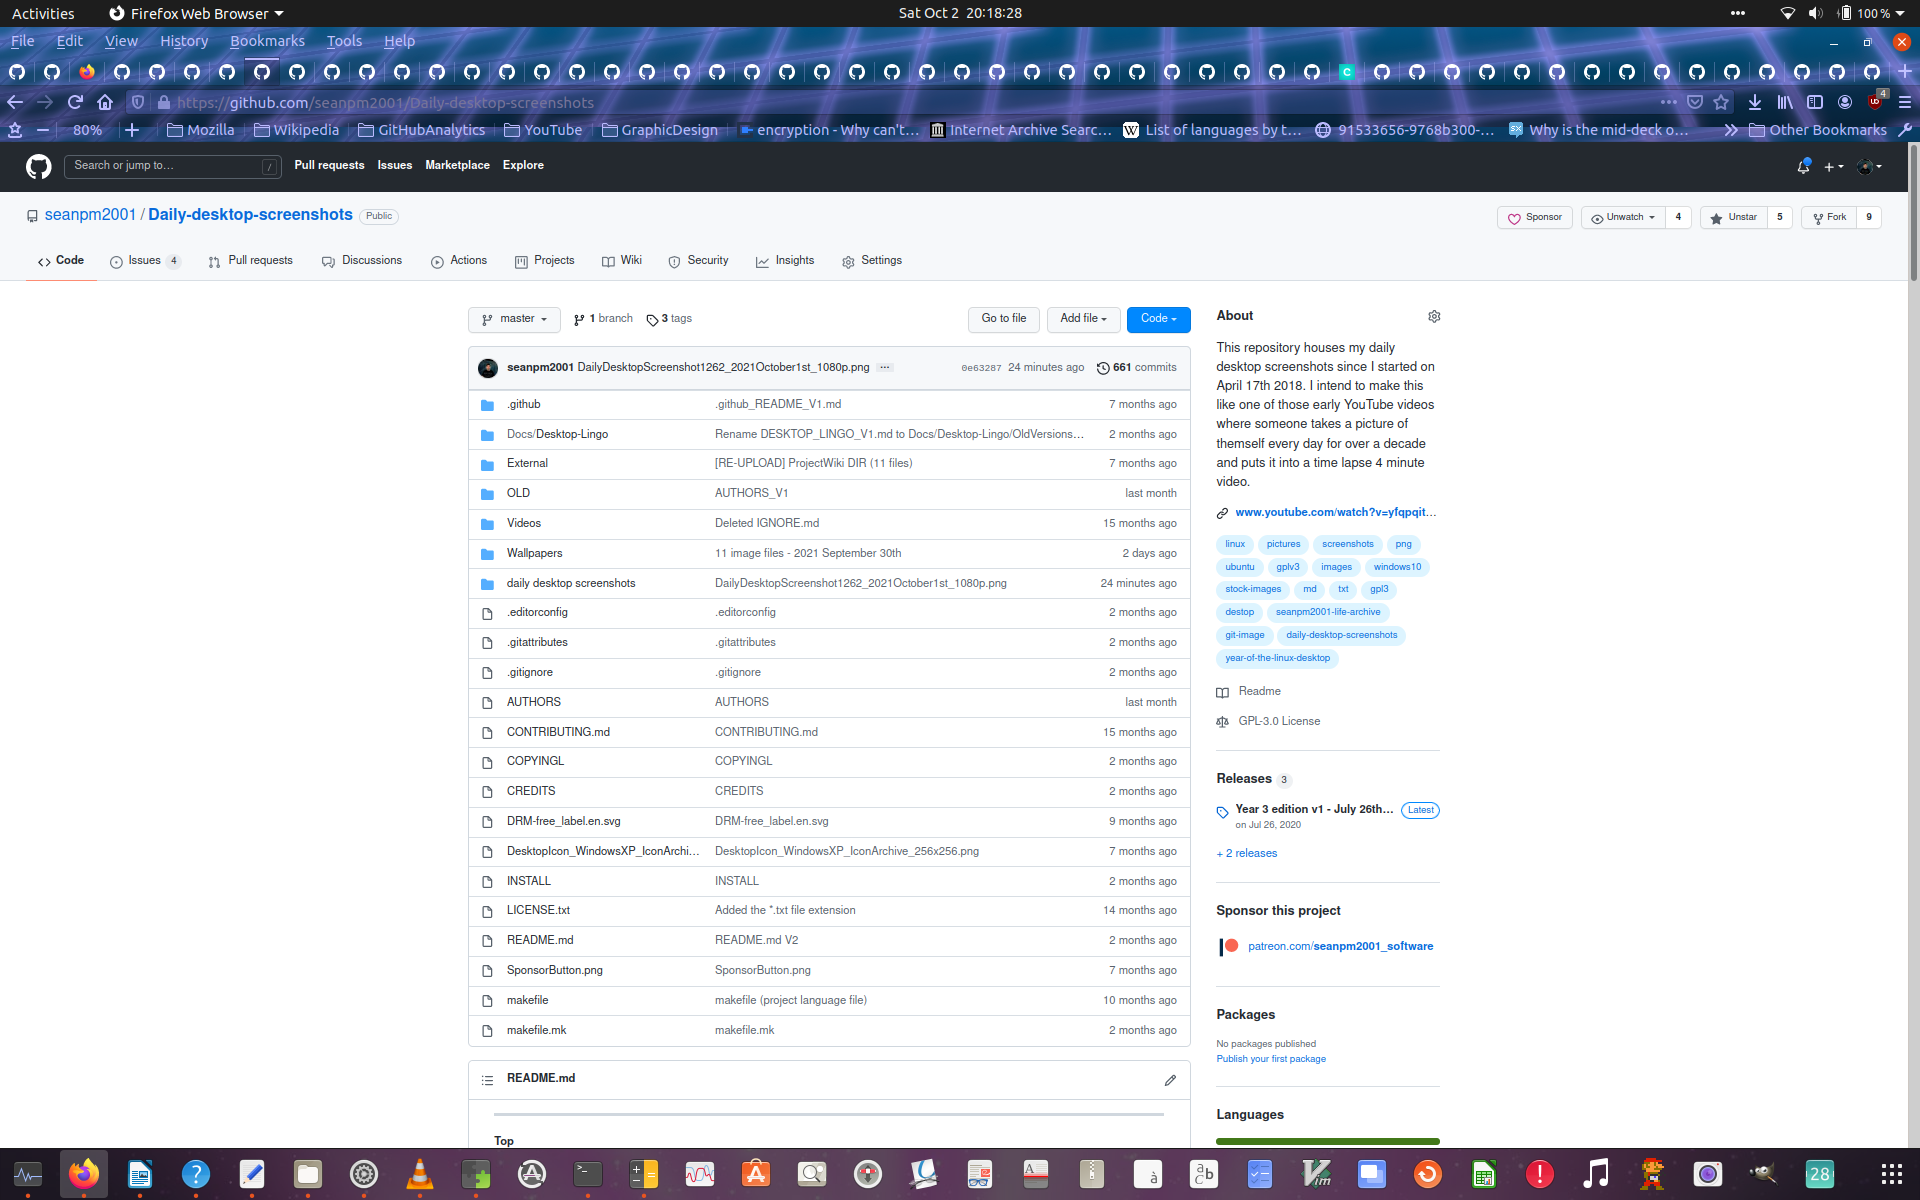 Activities
Firefox Web Browser
Sat Oct 2 20:18:28
100 %
File Edit View History Bookmarks Tools Help
https://github.com/seanpm2001/Daily-desktop-screenshots
4
80%
Mozilla
Wikipedia
GitHubAnalytics
YouTube
GraphicDesign
encryption - Why can't…
Internet Archive Searc…
List of languages by t…
91533656-9768b300-…
Why is the mid-deck o…
Other Bookmarks
Search or jump to…
/
Pull requests Issues Marketplace Explore
seanpm2001 / Daily-desktop-screenshots
Public
Sponsor
Unwatch 4
Unstar 5
Fork 9
Code
Issues 4
Pull requests
Discussions
Actions
Projects
Wiki
Security
Insights
Settings
master
1 branch
3 tags
Go to file
Add file
Code
seanpm2001 DailyDesktopScreenshot1262_2021October1st_1080p.png ... 0e63287 24 minutes ago 661 commits
.github .github_README_V1.md 7 months ago
Docs/Desktop-Lingo Rename DESKTOP_LINGO_V1.md to Docs/Desktop-Lingo/OldVersions… 2 months ago
External [RE-UPLOAD] ProjectWiki DIR (11 files) 7 months ago
OLD AUTHORS_V1 last month
Videos Deleted IGNORE.md 15 months ago
Wallpapers 11 image files - 2021 September 30th 2 days ago
daily desktop screenshots DailyDesktopScreenshot1262_2021October1st_1080p.png 24 minutes ago
.editorconfig .editorconfig 2 months ago
.gitattributes .gitattributes 2 months ago
.gitignore .gitignore 2 months ago
AUTHORS AUTHORS last month
CONTRIBUTING.md CONTRIBUTING.md 15 months ago
COPYINGL COPYINGL 2 months ago
CREDITS CREDITS 2 months ago
DRM-free_label.en.svg DRM-free_label.en.svg 9 months ago
DesktopIcon_WindowsXP_IconArchi… DesktopIcon_WindowsXP_IconArchive_256x256.png 7 months ago
INSTALL INSTALL 2 months ago
LICENSE.txt Added the *.txt file extension 14 months ago
README.md README.md V2 2 months ago
SponsorButton.png SponsorButton.png 7 months ago
makefile makefile (project language file) 10 months ago
makefile.mk makefile.mk 2 months ago
README.md
Top
About
This repository houses my daily
desktop screenshots since I started on
April 17th 2018. I intend to make this
like one of those early YouTube videos
where someone takes a picture of
themself every day for over a decade
and puts it into a time lapse 4 minute
video.
www.youtube.com/watch?v=yfqpqit…
linux pictures screenshots png
ubuntu gplv3 images windows10
stock-images md txt gpl3
destop seanpm2001-life-archive
git-image daily-desktop-screenshots
year-of-the-linux-desktop
Readme
GPL-3.0 License
Releases 3
Year 3 edition v1 - July 26th… Latest
on Jul 26, 2020
+ 2 releases
Sponsor this project
patreon.com/seanpm2001_software
Packages
No packages published
Publish your first package
Languages
28